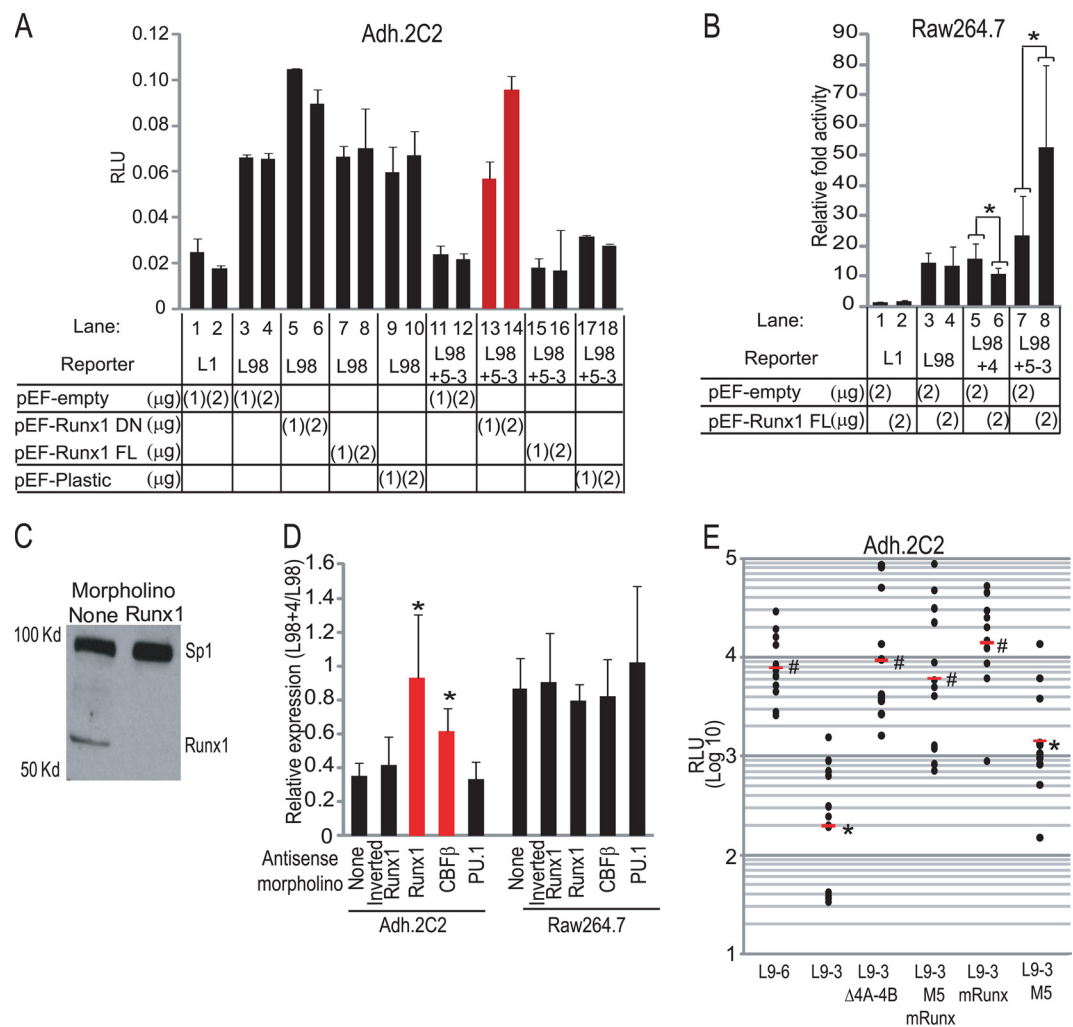 A
Adh.2C2
0.12
0.10
0.08
0.06
0.04
0.02
0
RLU
Lane: 1 2 3 4 5 6 7 8 9 10 11 12 13 14 15 16 17 18
Reporter L1 L98 L98 L98 L98 L98 +5-3 L98 +5-3 L98 +5-3 L98 +5-3
pEF-empty (µg) (1)(2) (1)(2) (1)(2)
pEF-Runx1 DN (µg) (1)(2) (1)(2)
pEF-Runx1 FL (µg) (1)(2) (1)(2)
pEF-Plastic (µg) (1)(2) (1)(2)
B
Raw264.7
90
80
70
60
50
40
30
20
10
0
Relative fold activity
*
*
Lane: 1 2 3 4 5 6 7 8
Reporter L1 L98 L98 +4 L98 +5-3
pEF-empty (µg) (2) (2) (2) (2)
pEF-Runx1 FL(µg) (2) (2) (2) (2)
C
Morpholino
None Runx1
100 Kd
Sp1
Runx1
50 Kd
D
1.6
1.4
1.2
1
0.8
0.6
0.4
0.2
0
Relative expression (L98+4/L98)
*
*
Antisense
morpholino
None
Inverted
Runx1
Runx1
CBFβ
PU.1
None
Inverted
Runx1
Runx1
CBFβ
PU.1
Adh.2C2
Raw264.7
E
Adh.2C2
5
4
3
2
1
RLU
(Log 10)
#
*
#
#
#
*
L9-6
L9-3
L9-3
Δ4A-4B
L9-3
M5
mRunx
L9-3
mRunx
L9-3
M5